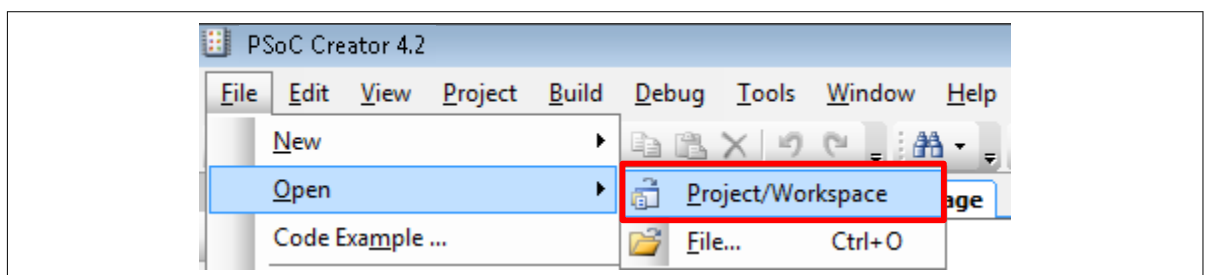 PSoC Creator 4.2
File Edit View Project Build Debug Tools Window Help
New
Open Project/Workspace age
Code Example ... File... Ctrl+O